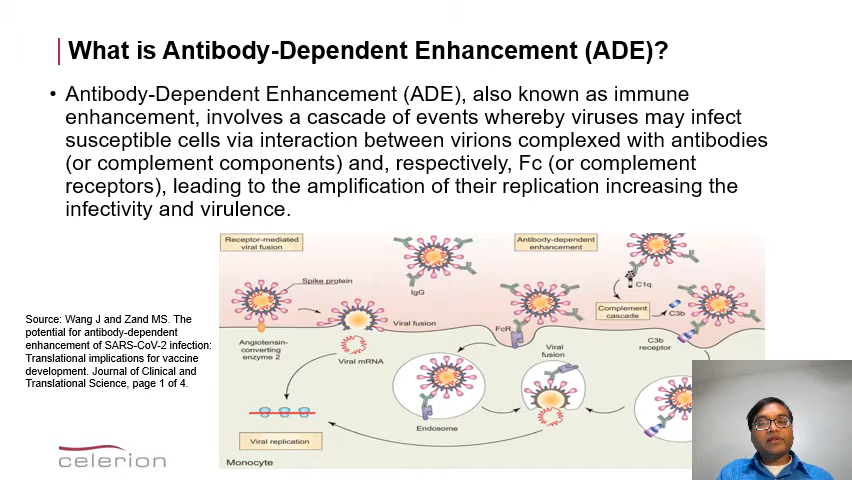 What is Antibody-Dependent Enhancement (ADE)?
• Antibody-Dependent Enhancement (ADE), also known as immune
enhancement, involves a cascade of events whereby viruses may infect
susceptible cells via interaction between virions complexed with antibodies
(or complement components) and, respectively, Fc (or complement
receptors), leading to the amplification of their replication increasing the
infectivity and virulence.
Receptor-mediated
viral fusion
Spike protein
IgG
Antibody-dependent
enhancement
C1q
Complement
cascade
C3b
C3b
receptor
FcR
Viral fusion
Viral
fusion
Angiotensin-
converting
enzyme 2
Viral mRNA
Endosome
Viral replication
Monocyte
Source: Wang J and Zand MS. The
potential for antibody-dependent
enhancement of SARS-CoV-2 infection:
Translational implications for vaccine
development. Journal of Clinical and
Translational Science, page 1 of 4.
celerion